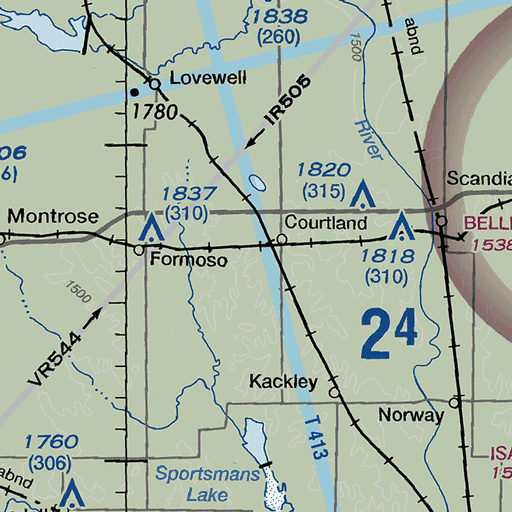 1838
(260)
abnd
1500
Lovewell
1780
IR505
River
06
6)
1820
(315)
Scandia
1837
(310)
Montrose
Courtland
BELLE
1538
Formoso
1818
(310)
1500
VR544
24
Kackley
Norway
T 413
1760
(306)
ISA
15
abnd
Sportsmans
Lake